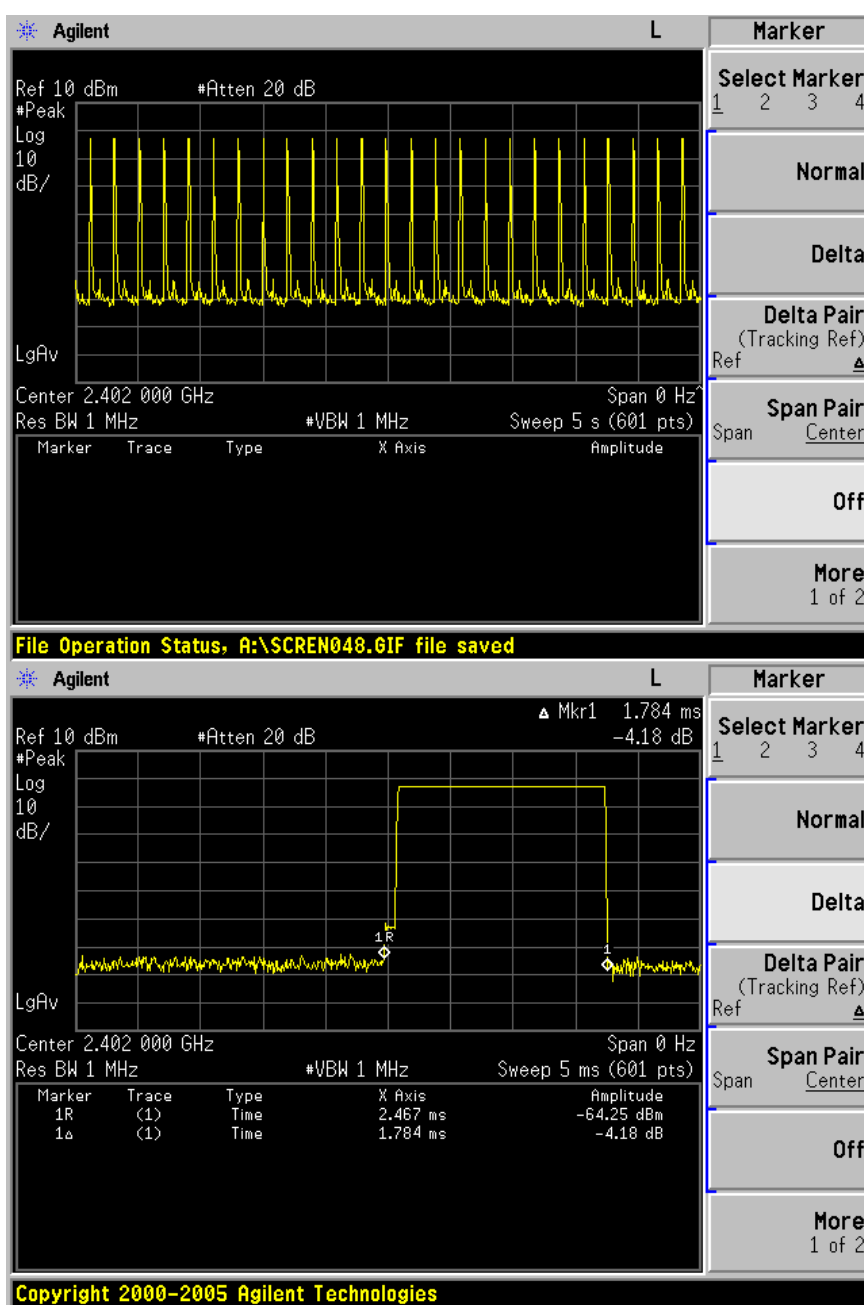 Agilent L Marker
Ref 10 dBm #Atten 20 dB
#Peak
Log
10
dB/
LgAv
Center 2.402 000 GHz Span 0 Hz^
Res BW 1 MHz #VBW 1 MHz Sweep 5 s (601 pts)
Marker Trace Type X Axis Amplitude
Select Marker
1 2 3 4
Normal
Delta
Delta Pair
(Tracking Ref)
Ref Δ
Span Pair
Span Center
Off
More
1 of 2
File Operation Status, A:\SCREN048.GIF file saved
Agilent L Marker
Δ Mkr1 1.784 ms
Ref 10 dBm #Atten 20 dB -4.18 dB
#Peak
Log
10
dB/
1R
1
LgAv
Center 2.402 000 GHz Span 0 Hz
Res BW 1 MHz #VBW 1 MHz Sweep 5 ms (601 pts)
Marker Trace Type X Axis Amplitude
1R (1) Time 2.467 ms -64.25 dBm
1Δ (1) Time 1.784 ms -4.18 dB
Select Marker
1 2 3 4
Normal
Delta
Delta Pair
(Tracking Ref)
Ref Δ
Span Pair
Span Center
Off
More
1 of 2
Copyright 2000-2005 Agilent Technologies